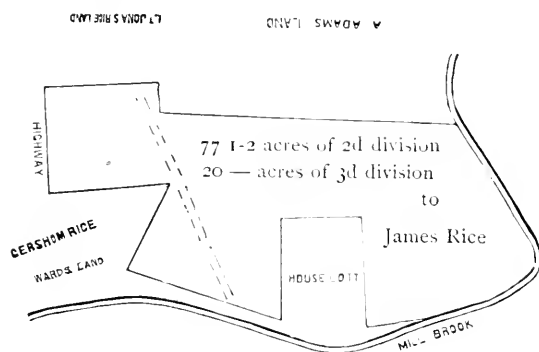 LT JONAS RICE LAND
A ADAMS LAND
HIGHWAY
77 1-2 acres of 2d division
20 — acres of 3d division
to
James Rice
GERSHOM RICE
WARDS LAND
HOUSE LOTT
MILL BROOK